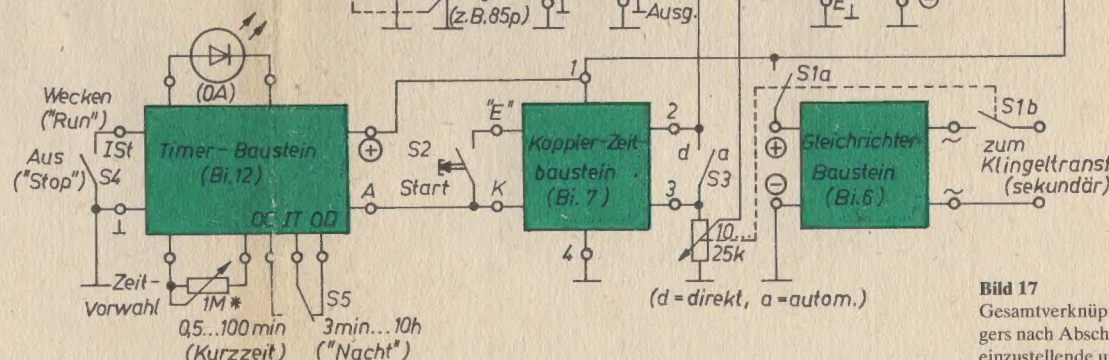 (z.B.85p)
⊥
⊥ Ausg.
E⊥
⊖
(0A)
1
S1a
Wecken
("Run")
ISt
Timer-Baustein
(Bi.12)
⊕
S2
"E"
Koppler-Zeit-
baustein
(Bi. 7)
2
d
a
S3
Gleichrichter
Baustein
(Bi.6)
⊕
⊖
~
~
S1b
zum
Klingeltransf
(sekundär)
Aus
("Stop")
S4
⊥
Start
A
K
3
OC IT OD
4
10...
25k
Zeit-
Vorwahl
1M*
S5
(d = direkt, a = autom.)
0,5...100 min
(Kurzzeit)
3min...10h
("Nacht")
Bild 17
Gesamtverknüp
gers nach Absch
einzustellende